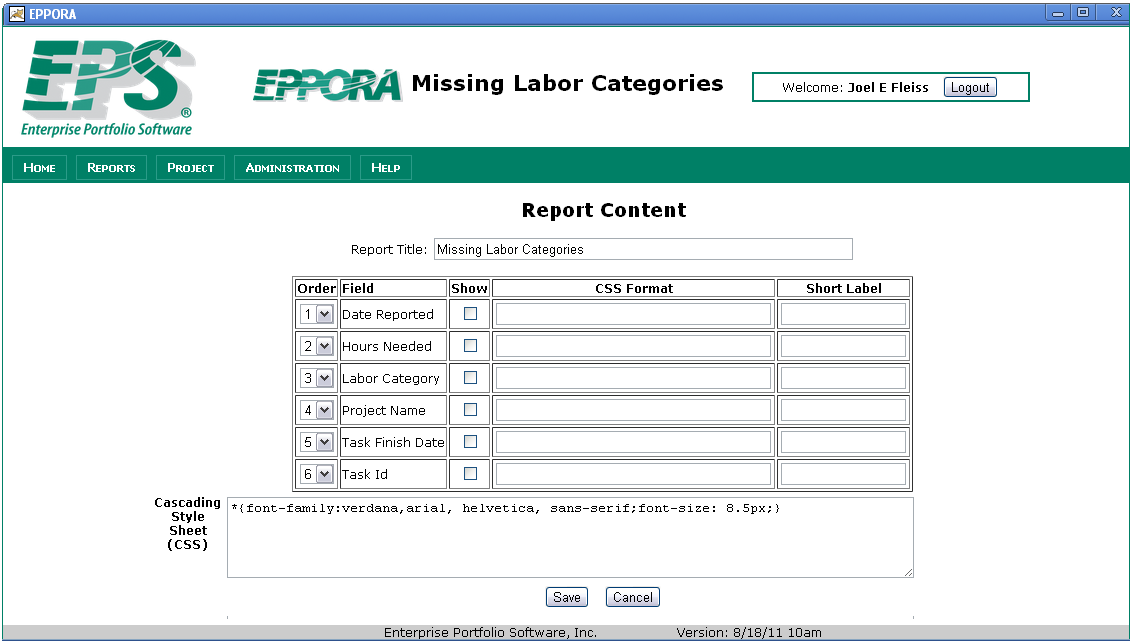 EPPORA
EPS®
Enterprise Portfolio Software
EPPORA Missing Labor Categories
Welcome: Joel E Fleiss Logout
HOME REPORTS PROJECT ADMINISTRATION HELP
Report Content
Report Title: Missing Labor Categories
Order Field Show CSS Format Short Label
1 Date Reported
2 Hours Needed
3 Labor Category
4 Project Name
5 Task Finish Date
6 Task Id
Cascading
Style
Sheet
(CSS)
*{font-family:verdana,arial, helvetica, sans-serif;font-size: 8.5px;}
Save Cancel
Enterprise Portfolio Software, Inc. Version: 8/18/11 10am